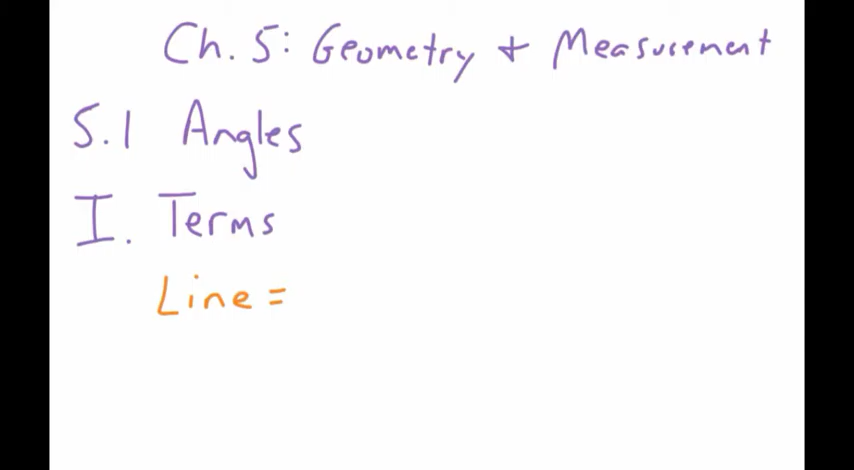 Ch. 5: Geometry + Measurement
5.1 Angles
I. Terms
Line =